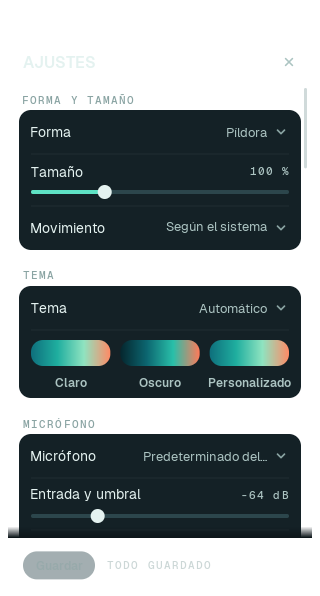 AJUSTES
FORMA Y TAMAÑO
Forma Píldora
Tamaño 100 %
Movimiento Según el sistema
TEMA
Tema Automático
Claro Oscuro Personalizado
MICRÓFONO
Micrófono Predeterminado del…
Entrada y umbral -64 dB
Guardar TODO GUARDADO